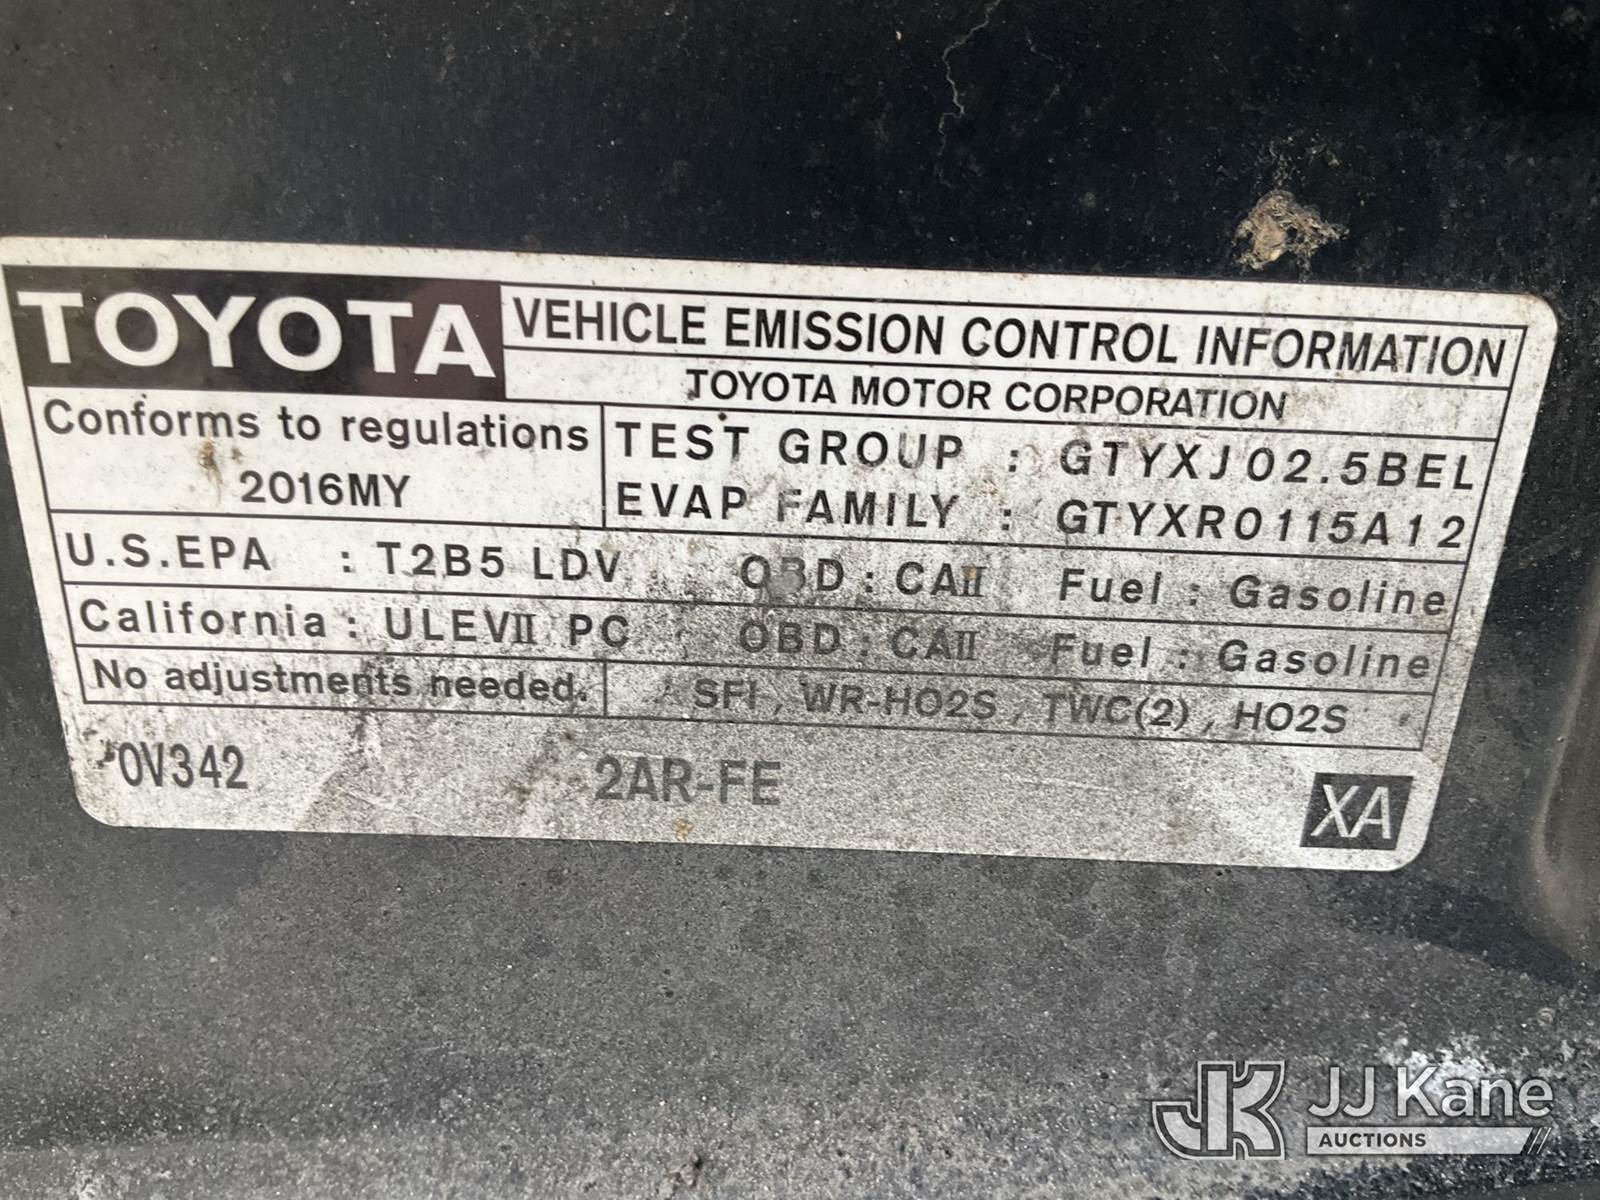 TOYOTA
VEHICLE EMISSION CONTROL INFORMATION
TOYOTA MOTOR CORPORATION
Conforms to regulations
2016MY
TEST GROUP : GTYXJ02.5BEL
EVAP FAMILY : GTYXR0115A12
U.S.EPA : T2B5 LDV OBD : CAII Fuel : Gasoline
California : ULEVII PC OBD : CAII Fuel : Gasoline
No adjustments needed.
SFI , WR-HO2S , TWC(2) , HO2S
0V342
2AR-FE
XA
JK
JJ Kane
AUCTIONS